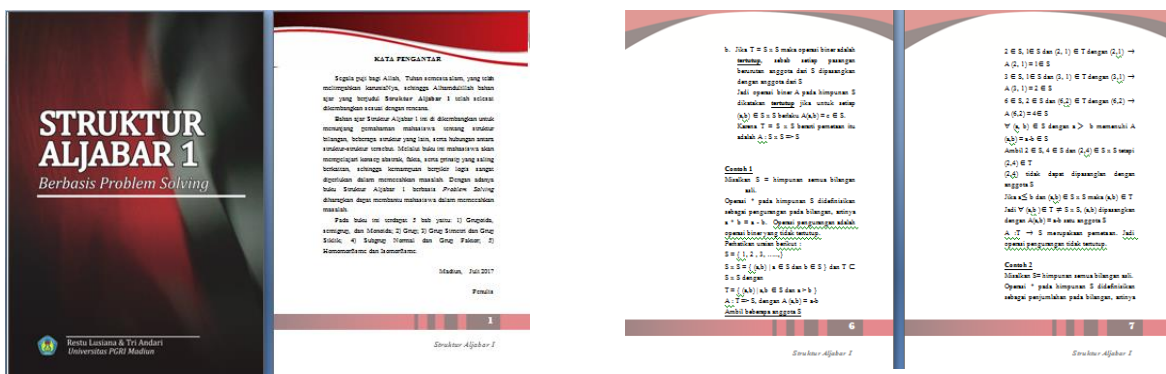 STRUKTUR
ALJABAR 1
Berbasis Problem Solving
Restu Lusiana & Tri Andari
Universitas PGRI Madiun
KATA PENGANTAR
Segala puji bagi Allah, Tuhan semesta alam, yang telah
melimpahkan karuniaNya, sehingga Alhamdulillah bahan
ajar yang berjudul Struktur Aljabar 1 telah selesai
dikembangkan sesuai dengan rencana.
Bahan ajar Struktur Aljabar 1 ini di dikembangkan untuk
menunjang pemahaman mahasiswa tentang struktur
bilangan, beberapa struktur yang lain, serta hubungan antara
struktur-struktur tersebut. Melalui buku ini mahasiswa akan
mempelajari konsep abstrak, fakta, serta prinsip yang saling
berkaitan, sehingga kemampuan berpikir logis sangat
diperlukan dalam memecahkan masalah. Dengan adanya
buku Struktur Aljabar 1 berbasis Problem Solving
diharapkan dapat membantu mahasiswa dalam memecahkan
masalah.
Pada buku ini terdapat 5 bab yaitu: 1) Grupoida,
semigrup, dan Monoida; 2) Grup; 3) Grup Simetri dan Grup
Siklik; 4) Subgrup Normal dan Grup Faktor; 5)
Homomorfisme dan Isomorfisme.
Madiun, Juli 2017
Penulis
1
Struktur Aljabar I
b. Jika T = S x S maka operasi biner adalah
tertutup, sebab setiap pasangan
berurutan anggota dari S dipasangkan
dengan anggota dari S.
Jadi operasi biner A pada himpunan S
dikatakan tertutup jika untuk setiap
(a,b) ∈ S x S berlaku A(a,b) = c ∈ S.
Karena T = S x S berarti pemetaan itu
adalah A : S x S => S
Contoh 1
Misalkan S = himpunan semua bilangan
asli.
Operasi * pada himpunan S didefinisikan
sebagai pengurangan pada bilangan, artinya
a * b = a - b. Operasi pengurangan adalah
operasi biner yang tidak tertutup.
Perhatikan uraian berikut :
S = { 1, 2 , 3, .....,}
S x S = { (a,b) | a ∈ S dan b ∈ S } dan T ⊂
S x S dengan
T = { (a,b) | a,b ∈ S dan a > b }
A : T => S, dengan A (a,b) = a-b
Ambil beberapa anggota S
6
Struktur Aljabar I
2 ∈ S, 1∈ S dan (2, 1) ∈ T dengan (2,1) →
A (2, 1) = 1∈ S
3 ∈ S, 1∈ S dan (3, 1) ∈ T dengan (3,1) →
A (3, 1) = 2 ∈ S
6 ∈ S, 2 ∈ S dan (6,2) ∈ T dengan (6,2) →
A (6,2) = 4∈ S
∀ (a, b) ∈ S dengan a > b memenuhi A
(a,b) = a-b ∈ S
Ambil 2 ∈ S, 4 ∈ S dan (2,4) ∈ S x S tetapi
(2,4) ∈ T
(2,4) tidak dapat dipasangkan dengan
anggota S
Jika a≤ b dan (a,b) ∈ S x S maka (a,b) ∈ T
Jadi ∀ (a,b) ∈ T ≠ S x S, (a,b) dipasangkan
dengan A(a,b) = a-b satu anggota S
A :T → S merupakan pemetaan. Jadi
operasi pengurangan tidak tertutup.
Contoh 2
Misalkan S= himpunan semua bilangan asli.
Operasi * pada himpunan S didefinisikan
sebagai penjumlahan pada bilangan, artinya
7
Struktur Aljabar I